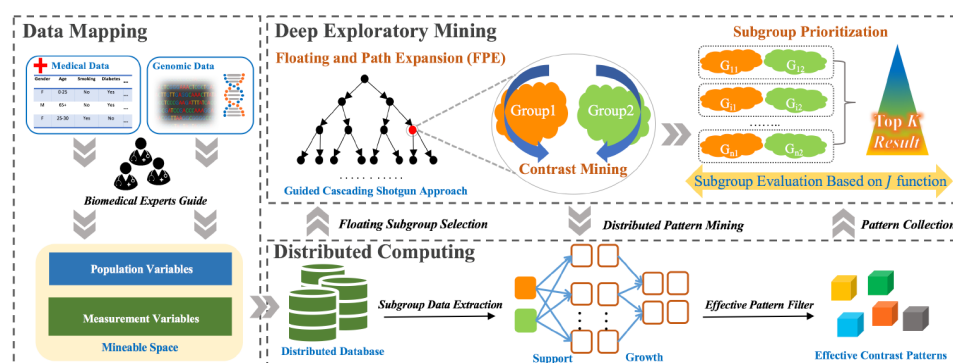 Data Mapping
Medical Data
Gender Age Smoking Diabetes ...
F 0-25 No Yes ...
M 65+ No No ...
F 25-30 Yes No ...
Genomic Data
Biomedical Experts Guide
Population Variables
Measurement Variables
Mineable Space
Deep Exploratory Mining
Floating and Path Expansion (FPE)
. . . . . . . . . .
Guided Cascading Shotgun Approach
Group1
Group2
Contrast Mining
Subgroup Prioritization
G11 G12
Gi1 Gi2
........
Gn1 Gn2
Top K
Result
Subgroup Evaluation Based on J function
Floating Subgroup Selection
Distributed Pattern Mining
Pattern Collection
Distributed Computing
Distributed Database
Subgroup Data Extraction
Support
Growth
Effective Pattern Filter
Effective Contrast Patterns